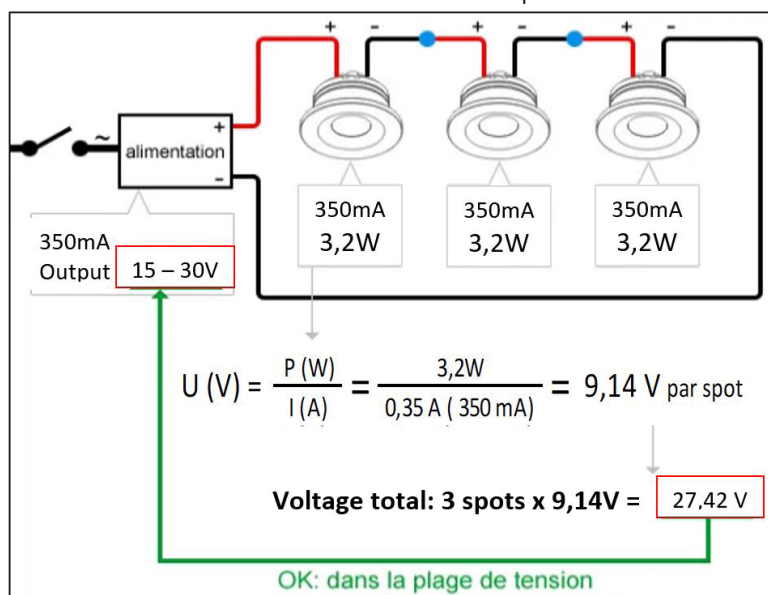 + - + - + -
~
+
alimentation
-
350mA
3,2W
350mA
3,2W
350mA
3,2W
350mA
Output 15 – 30V
U (V) = P (W) / I (A) = 3,2W / 0,35 A ( 350 mA) = 9,14 V par spot
Voltage total: 3 spots x 9,14V = 27,42 V
OK: dans la plage de tension